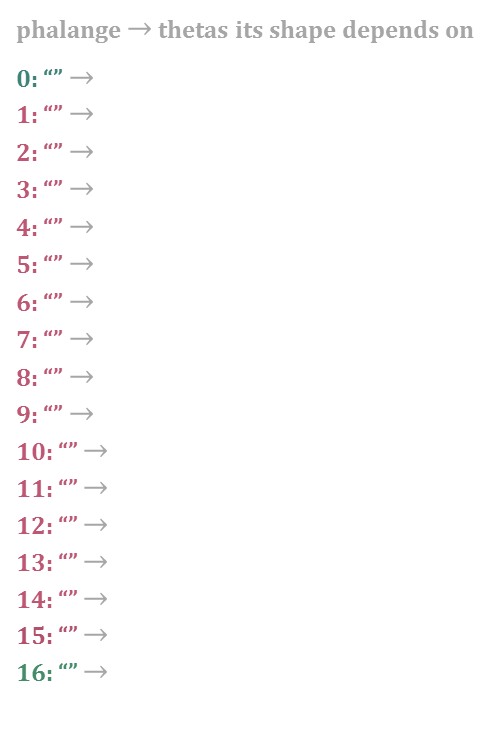 phalange → thetas its shape depends on
0: “” →
1: “” →
2: “” →
3: “” →
4: “” →
5: “” →
6: “” →
7: “” →
8: “” →
9: “” →
10: “” →
11: “” →
12: “” →
13: “” →
14: “” →
15: “” →
16: “” →